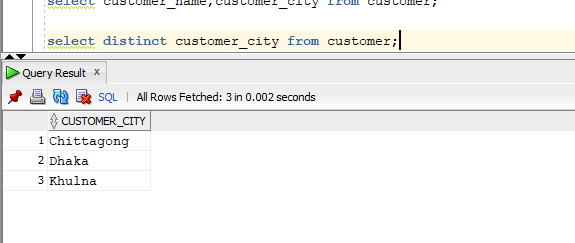 select customer_name,customer_city from customer;
select distinct customer_city from customer;
Query Result x
SQL | All Rows Fetched: 3 in 0.002 seconds
CUSTOMER_CITY
1 Chittagong
2 Dhaka
3 Khulna